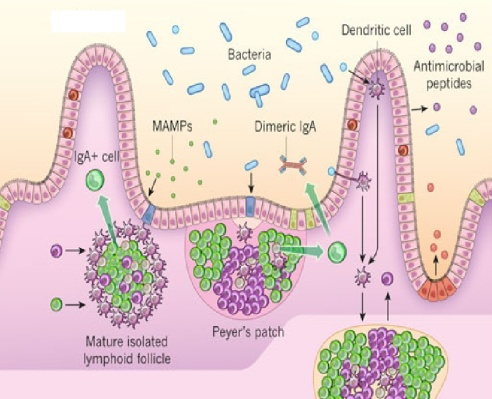 Dendritic cell
Bacteria
Antimicrobial
peptides
MAMPs
Dimeric IgA
IgA+ cell
Peyer's patch
Mature isolated
lymphoid follicle